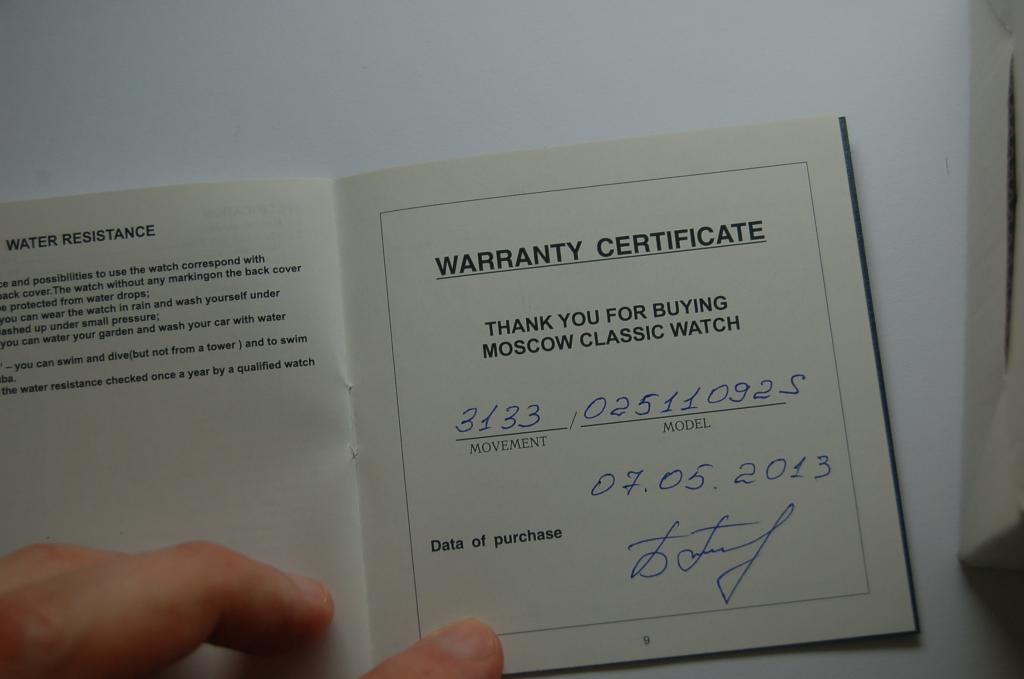 WATER RESISTANCE
ce and possibilities to use the watch correspond with
back cover.The watch without any markingon the back cover
be protected from water drops;
you can wear the watch in rain and wash yourself under
ashed up under small pressure;
you can water your garden and wash your car with water
" – you can swim and dive(but not from a tower ) and to swim
uba.
the water resistance checked once a year by a qualified watch
WARRANTY CERTIFICATE
THANK YOU FOR BUYING
MOSCOW CLASSIC WATCH
3133 / 02511092S
MOVEMENT MODEL
07.05.2013
Data of purchase
9